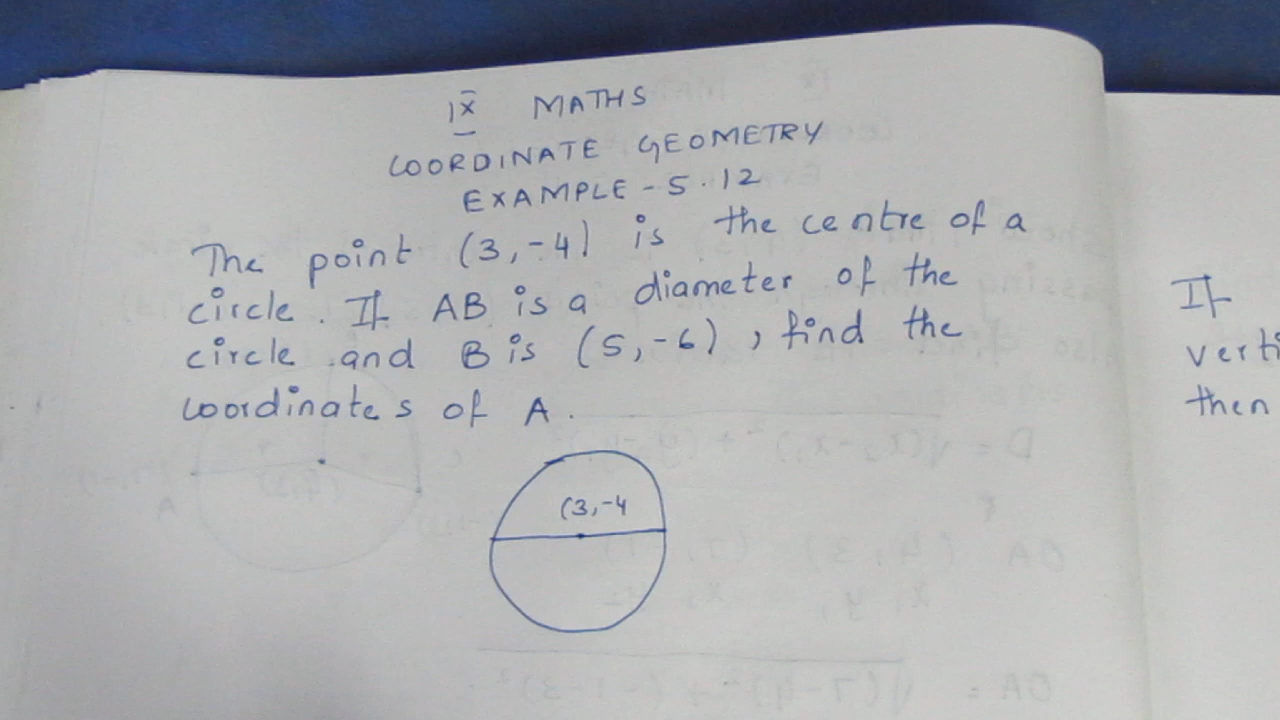 IX MATHS
COORDINATE GEOMETRY
EXAMPLE - 5.12
The point (3,-4) is the centre of a
circle. If AB is a diameter of the
circle and B is (5,-6), find the
coordinates of A.
(3,-4
If
verti
then